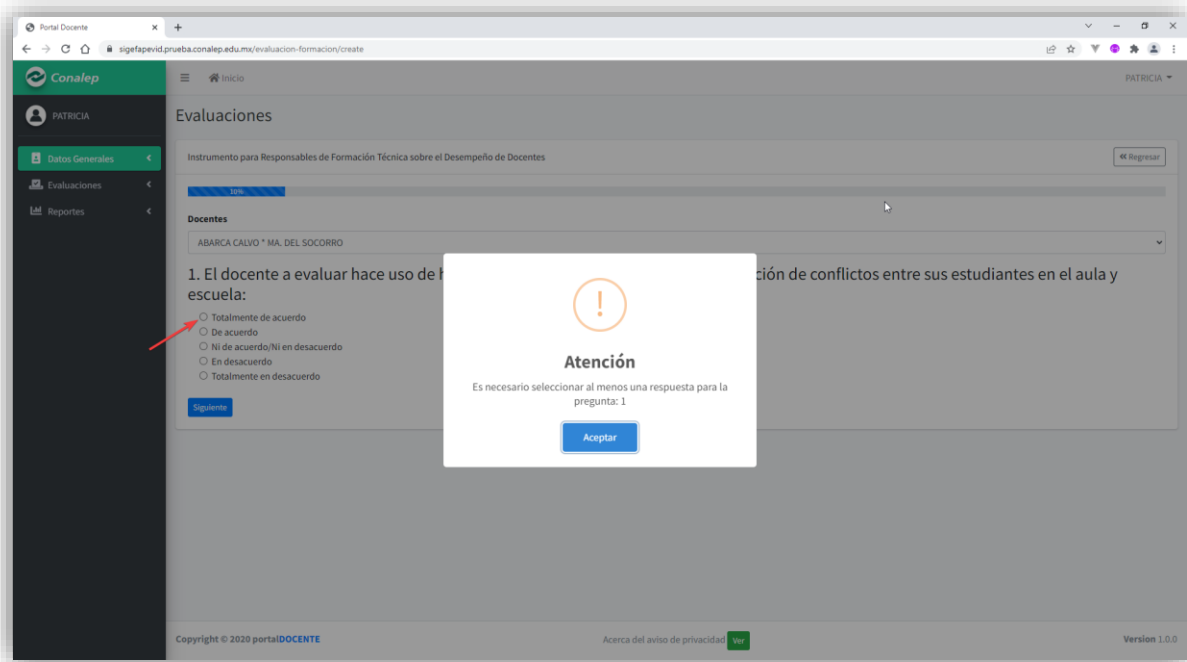 Portal Docente
sigefapevid.prueba.conalep.edu.mx/evaluacion-formacion/create
Conalep
Inicio
PATRICIA
PATRICIA
Evaluaciones
Datos Generales
Evaluaciones
Reportes
Instrumento para Responsables de Formación Técnica sobre el Desempeño de Docentes
Regresar
10%
Docentes
ABARCA CALVO * MA. DEL SOCORRO
1. El docente a evaluar hace uso de ción de conflictos entre sus estudiantes en el aula y
escuela:
Totalmente de acuerdo
De acuerdo
Ni de acuerdo/Ni en desacuerdo
En desacuerdo
Totalmente en desacuerdo
Siguiente
Atención
Es necesario seleccionar al menos una respuesta para la
pregunta: 1
Aceptar
Copyright © 2020 portalDOCENTE
Acerca del aviso de privacidad Ver
Version 1.0.0